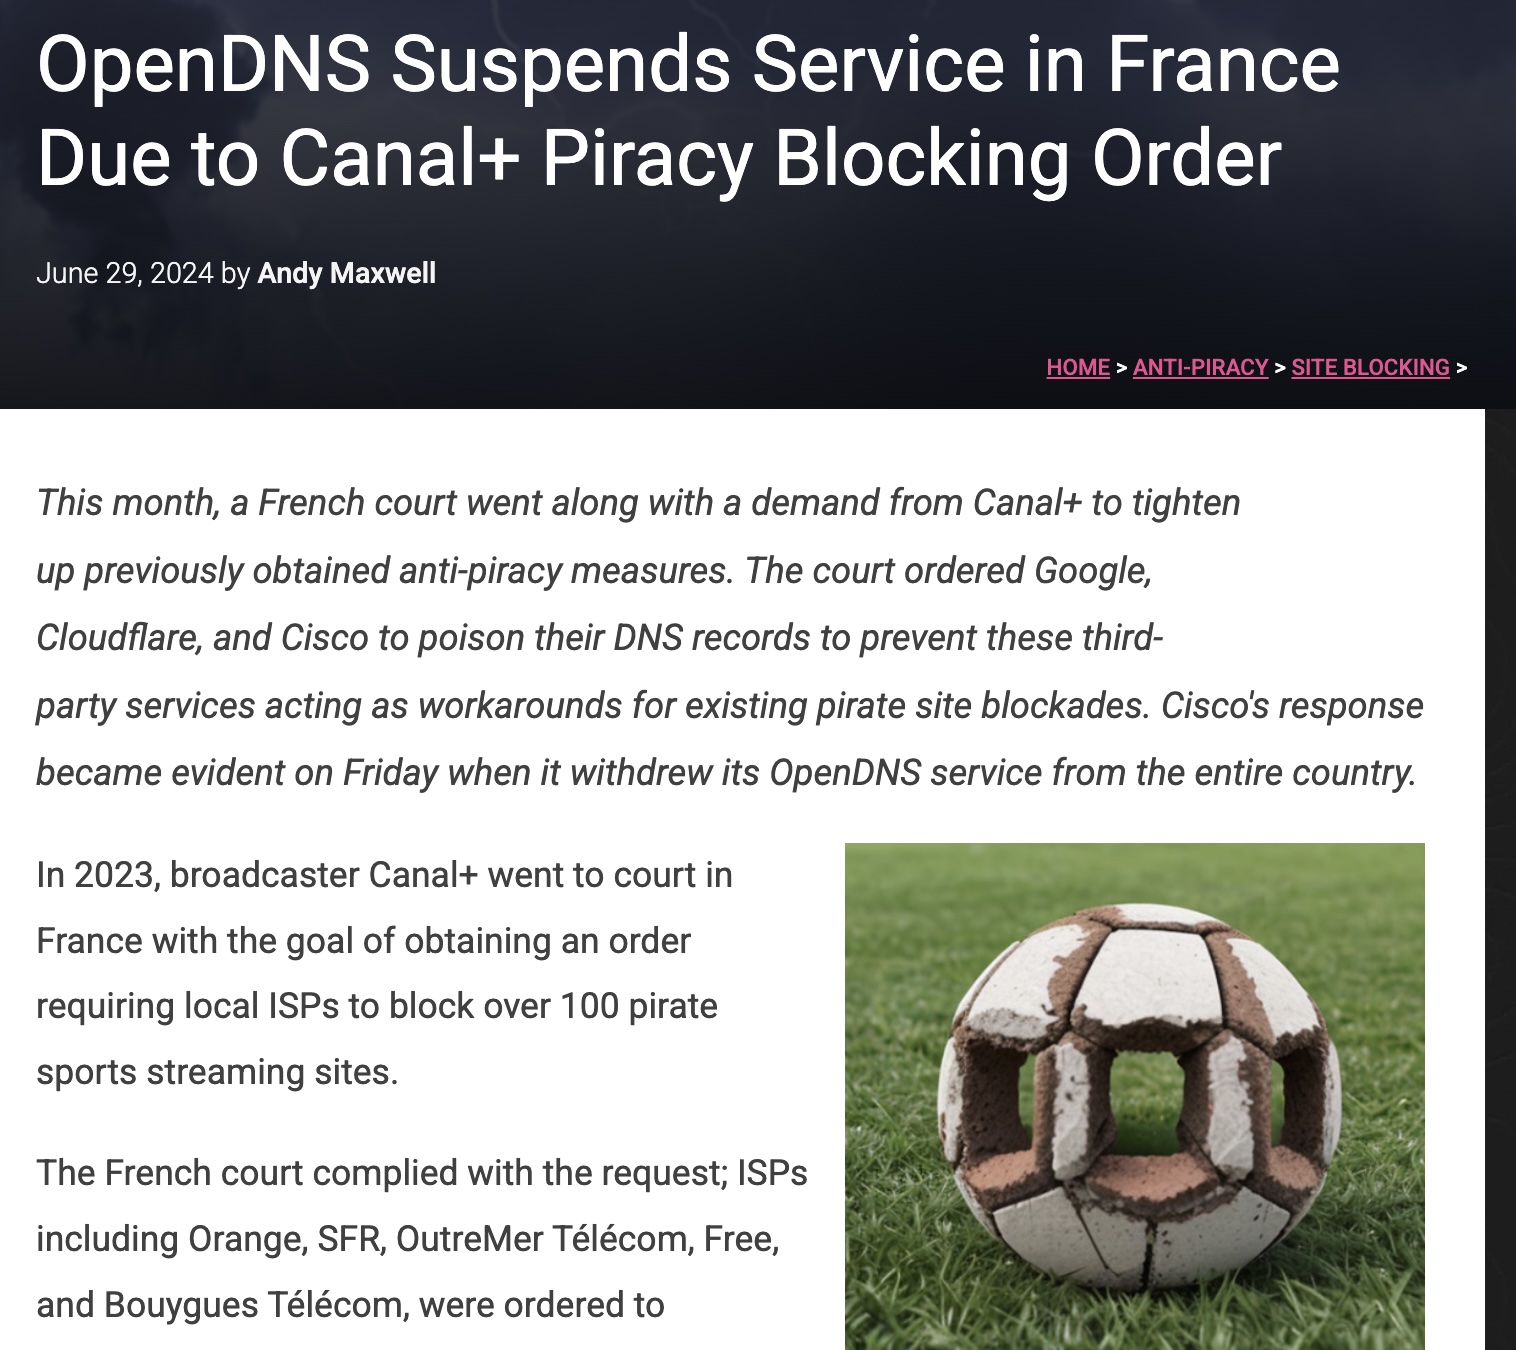 OpenDNS Suspends Service in France
Due to Canal+ Piracy Blocking Order
June 29, 2024 by Andy Maxwell
HOME > ANTI-PIRACY > SITE BLOCKING >
This month, a French court went along with a demand from Canal+ to tighten
up previously obtained anti-piracy measures. The court ordered Google,
Cloudflare, and Cisco to poison their DNS records to prevent these third-
party services acting as workarounds for existing pirate site blockades. Cisco's response
became evident on Friday when it withdrew its OpenDNS service from the entire country.
In 2023, broadcaster Canal+ went to court in
France with the goal of obtaining an order
requiring local ISPs to block over 100 pirate
sports streaming sites.
The French court complied with the request; ISPs
including Orange, SFR, OutreMer Télécom, Free,
and Bouygues Télécom, were ordered to